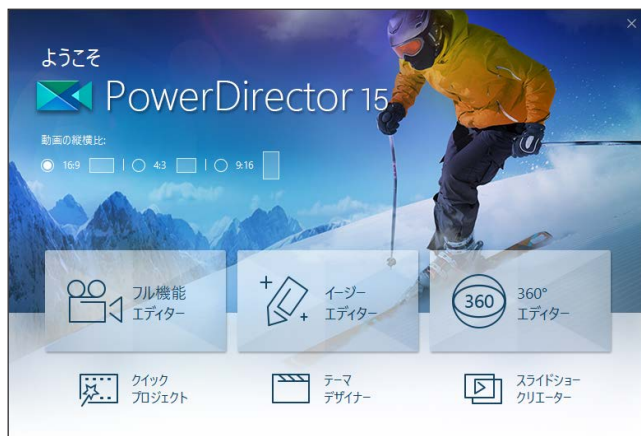 ようこそ
PowerDirector 15
動画の縦横比:
16:9 | 4:3 | 9:16
フル機能
エディター
イージー
エディター
360
360°
エディター
クイック
プロジェクト
テーマ
デザイナー
スライドショー
クリエーター